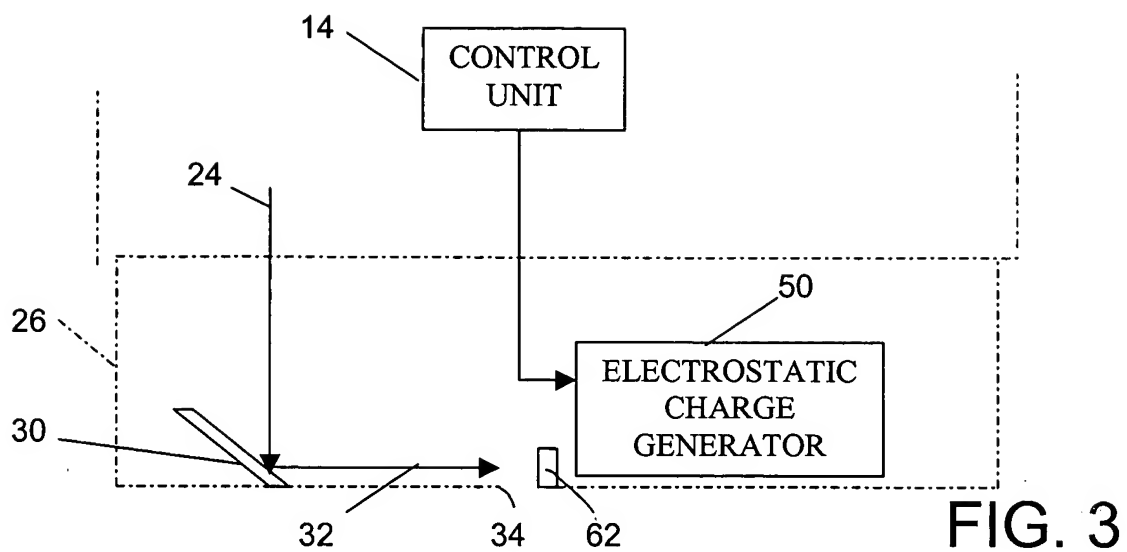 14
CONTROL
UNIT
24
50
26
ELECTROSTATIC
CHARGE
GENERATOR
30
32
34
62
FIG. 3